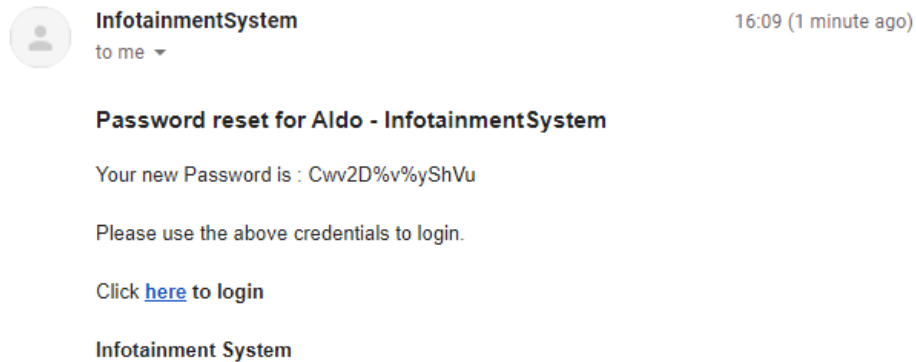 InfotainmentSystem 16:09 (1 minute ago)
to me
Password reset for Aldo - InfotainmentSystem
Your new Password is : Cwv2D%v%yShVu
Please use the above credentials to login.
Click here to login
Infotainment System